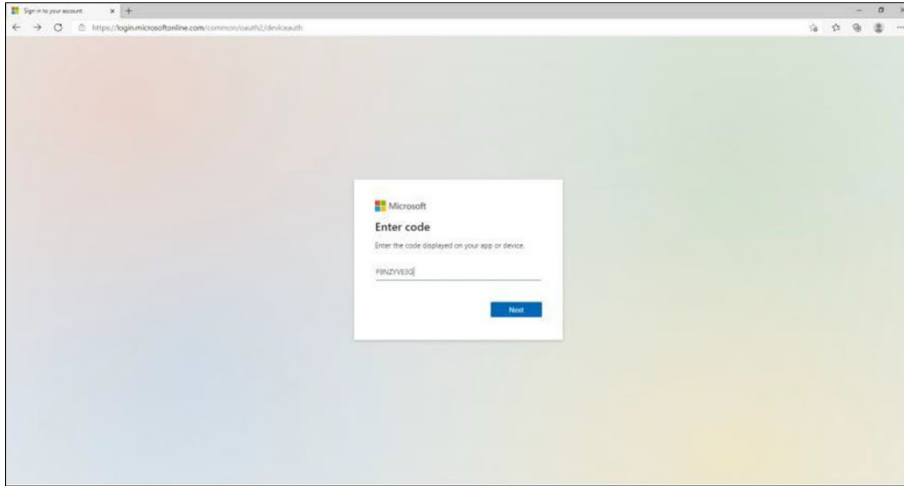 Sign in to your account
https://login.microsoftonline.com/common/oauth2/deviceauth
Microsoft
Enter code
Enter the code displayed on your app or device.
Next